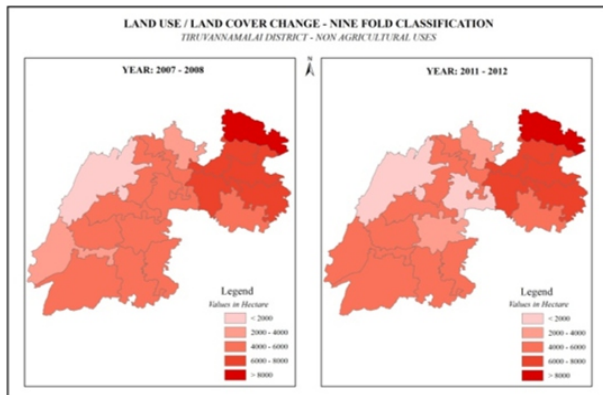 LAND USE / LAND COVER CHANGE - NINE FOLD CLASSIFICATION
TIRUVANNAMALAI DISTRICT - NON AGRICULTURAL USES
YEAR: 2007 - 2008
Legend
Values in Hectare
< 2000
2000 - 4000
4000 - 6000
6000 - 8000
> 8000
N
YEAR: 2011 - 2012
Legend
Values in Hectare
< 2000
2000 - 4000
4000 - 6000
6000 - 8000
> 8000